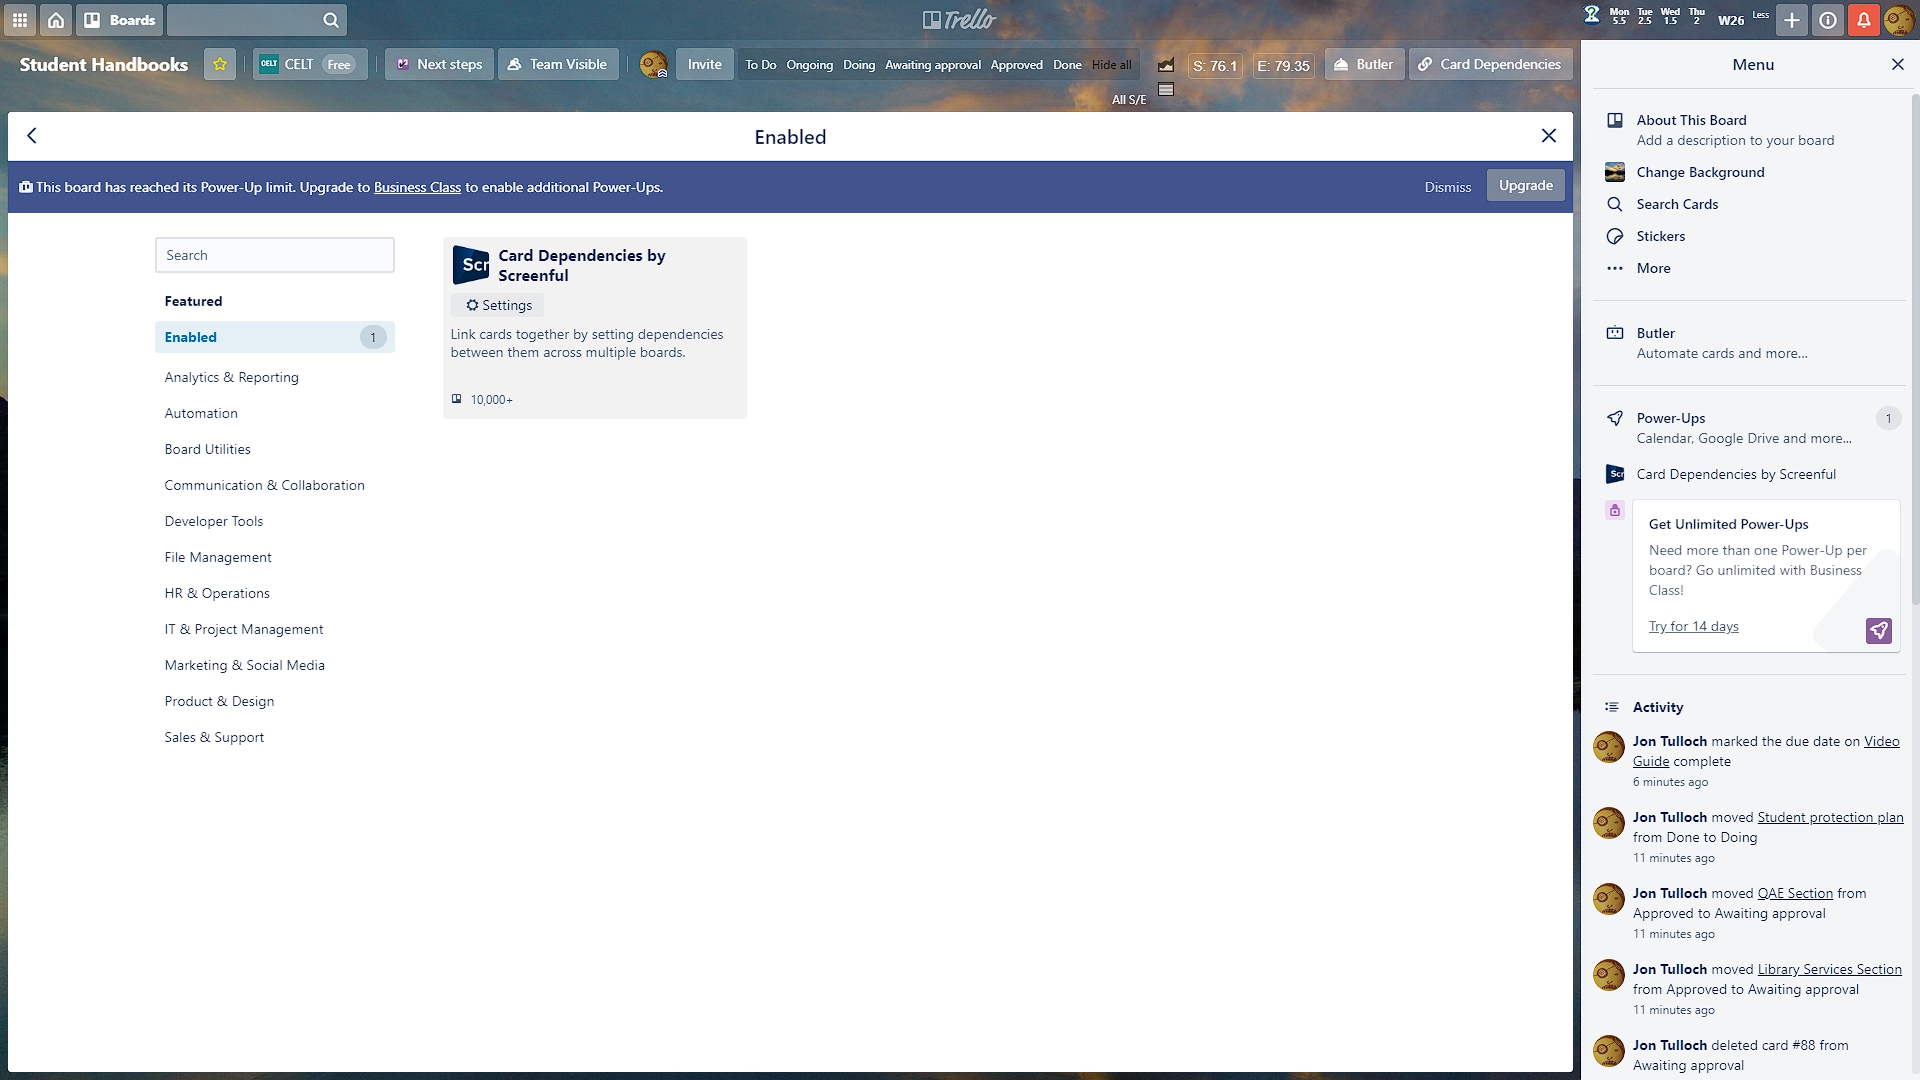 Boards
Trello
Mon Tue Wed Thu
5.5 2.5 1.5 2
W26
Less
Student Handbooks
CELT Free
Next steps
Team Visible
Invite
To Do Ongoing Doing Awaiting approval Approved Done Hide all
S: 76.1
E: 79.35
Butler
Card Dependencies
All S/E
Enabled
This board has reached its Power-Up limit. Upgrade to Business Class to enable additional Power-Ups.
Dismiss
Upgrade
Search
Featured
Enabled 1
Analytics & Reporting
Automation
Board Utilities
Communication & Collaboration
Developer Tools
File Management
HR & Operations
IT & Project Management
Marketing & Social Media
Product & Design
Sales & Support
Scr
Card Dependencies by
Screenful
Settings
Link cards together by setting dependencies
between them across multiple boards.
10,000+
Menu
About This Board
Add a description to your board
Change Background
Search Cards
Stickers
More
Butler
Automate cards and more...
Power-Ups 1
Calendar, Google Drive and more...
Scr Card Dependencies by Screenful
Get Unlimited Power-Ups
Need more than one Power-Up per
board? Go unlimited with Business
Class!
Try for 14 days
Activity
Jon Tulloch marked the due date on Video
Guide complete
6 minutes ago
Jon Tulloch moved Student protection plan
from Done to Doing
11 minutes ago
Jon Tulloch moved QAE Section from
Approved to Awaiting approval
11 minutes ago
Jon Tulloch moved Library Services Section
from Approved to Awaiting approval
11 minutes ago
Jon Tulloch deleted card #88 from
Awaiting approval